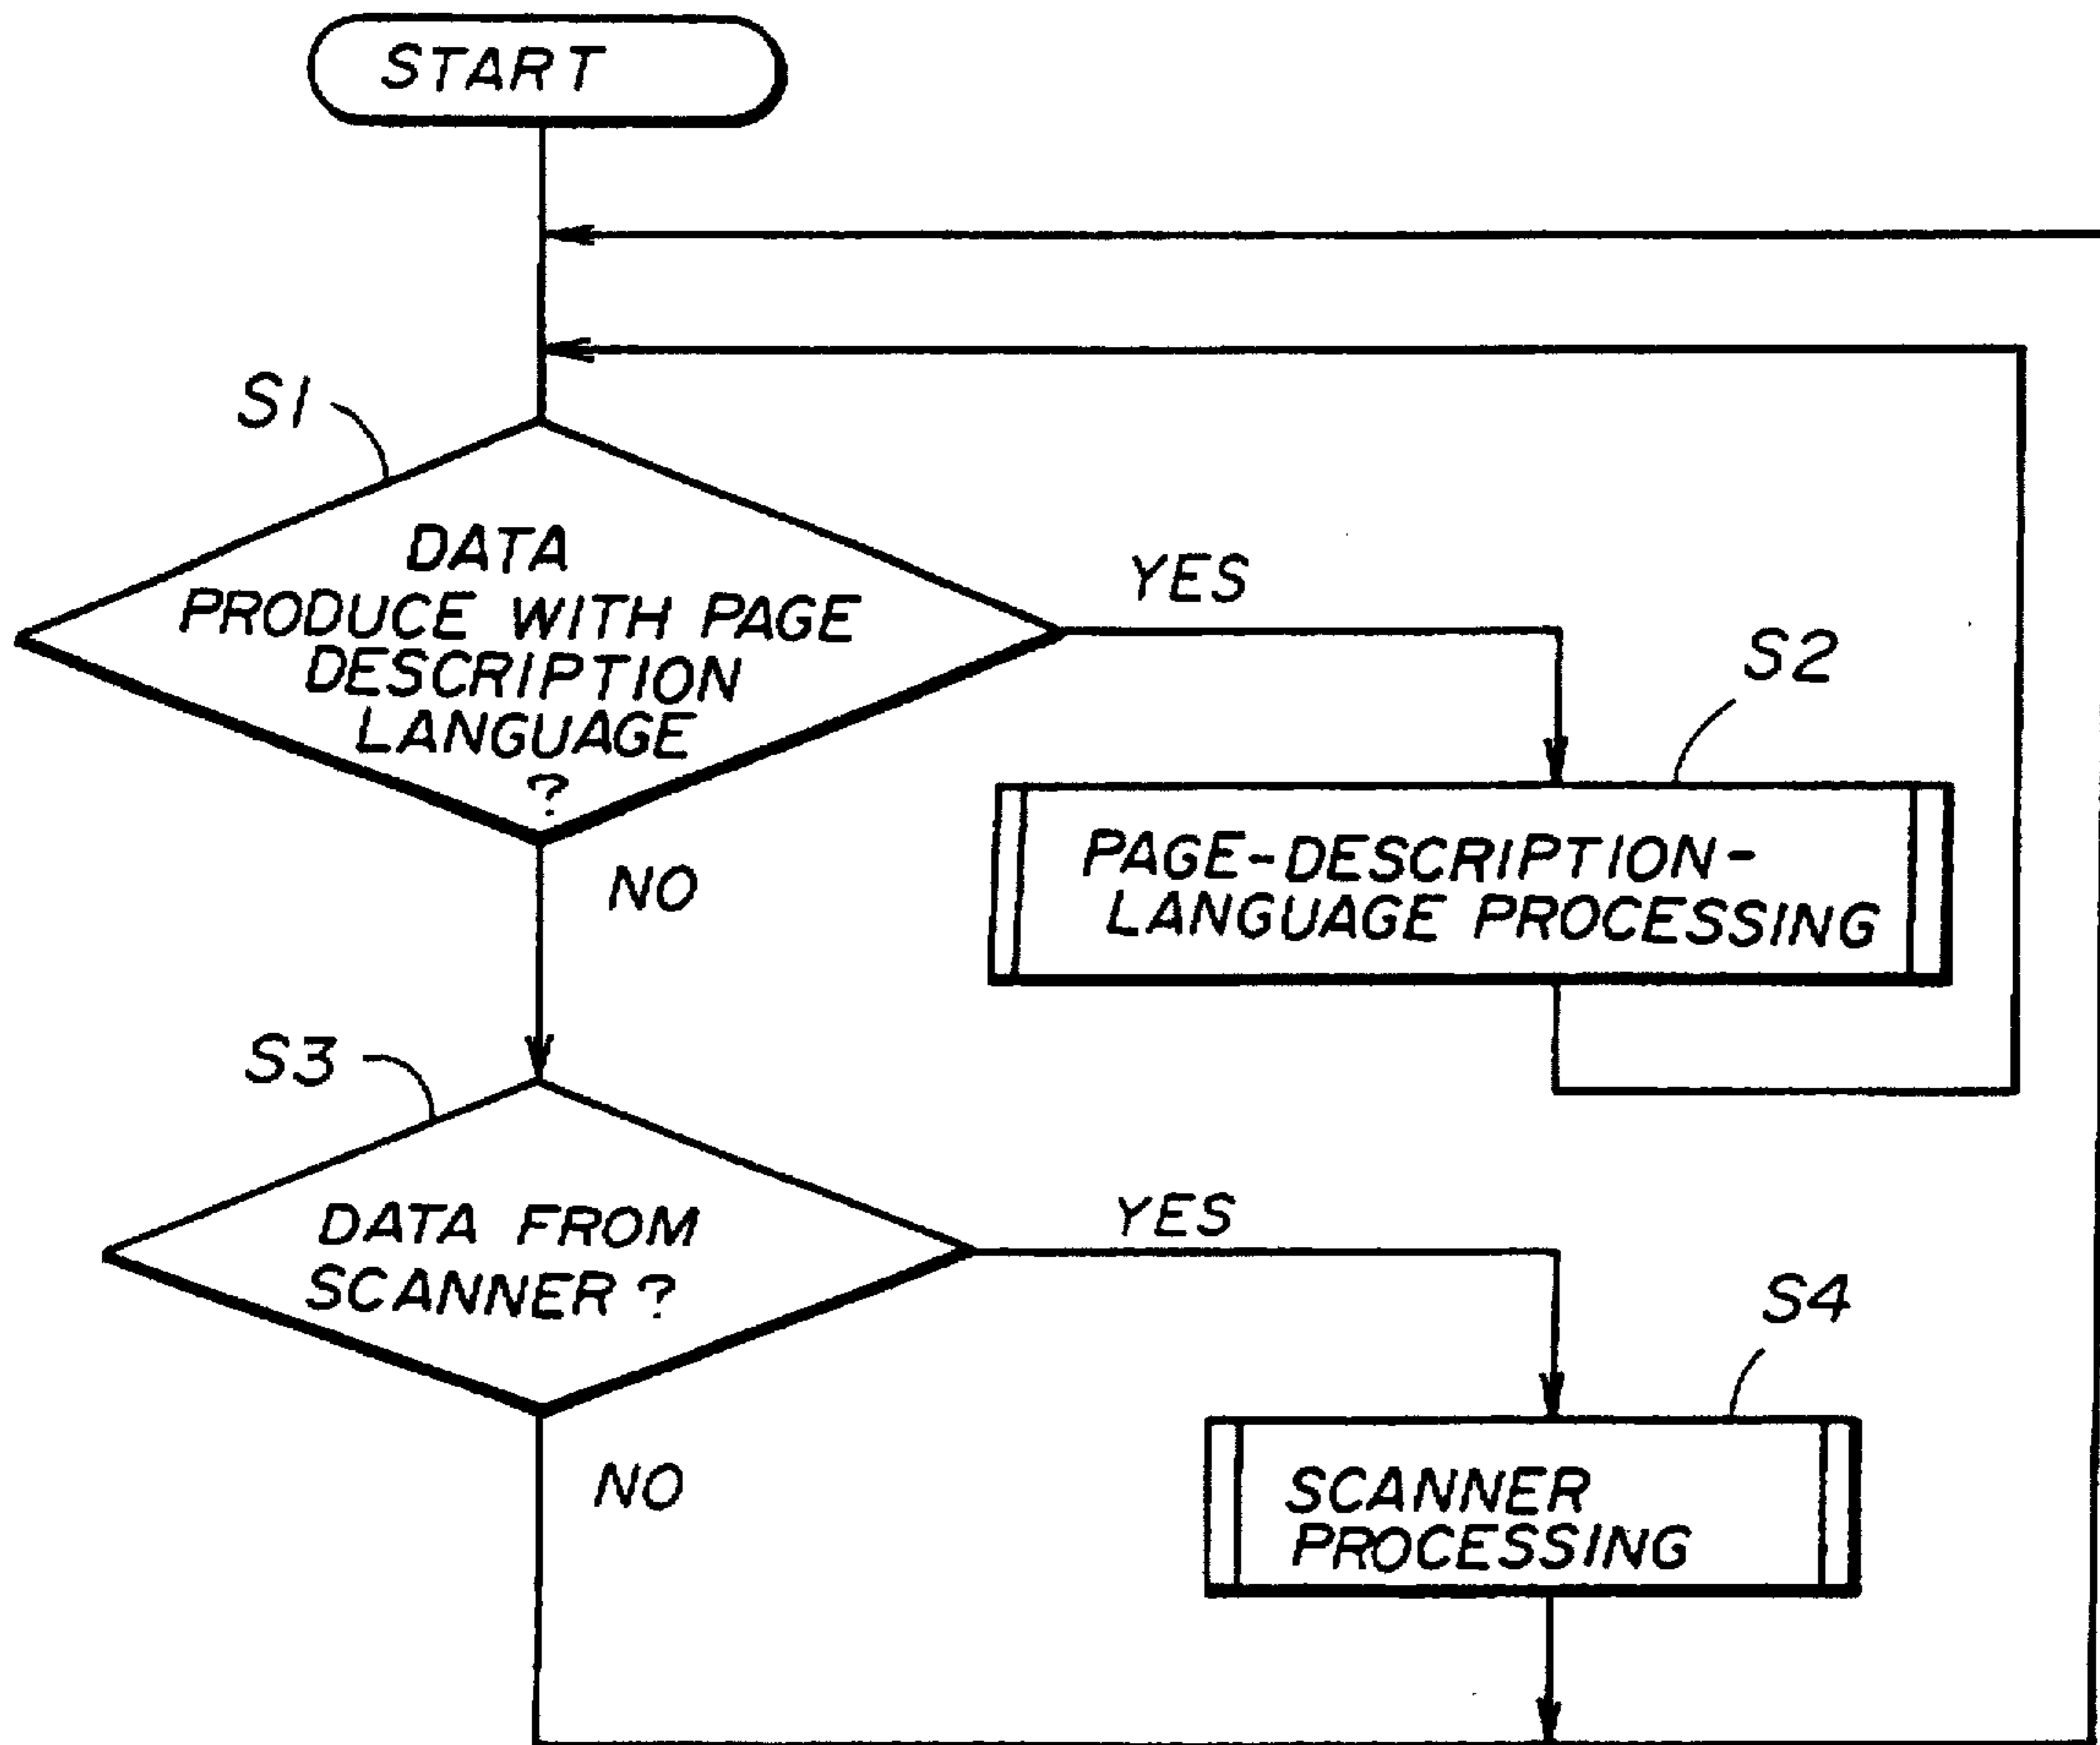 START
S1
DATA
PRODUCE WITH PAGE
DESCRIPTION
LANGUAGE
?
YES
S2
PAGE-DESCRIPTION-
LANGUAGE PROCESSING
NO
S3
DATA FROM
SCANNER ?
YES
S4
SCANNER
PROCESSING
NO